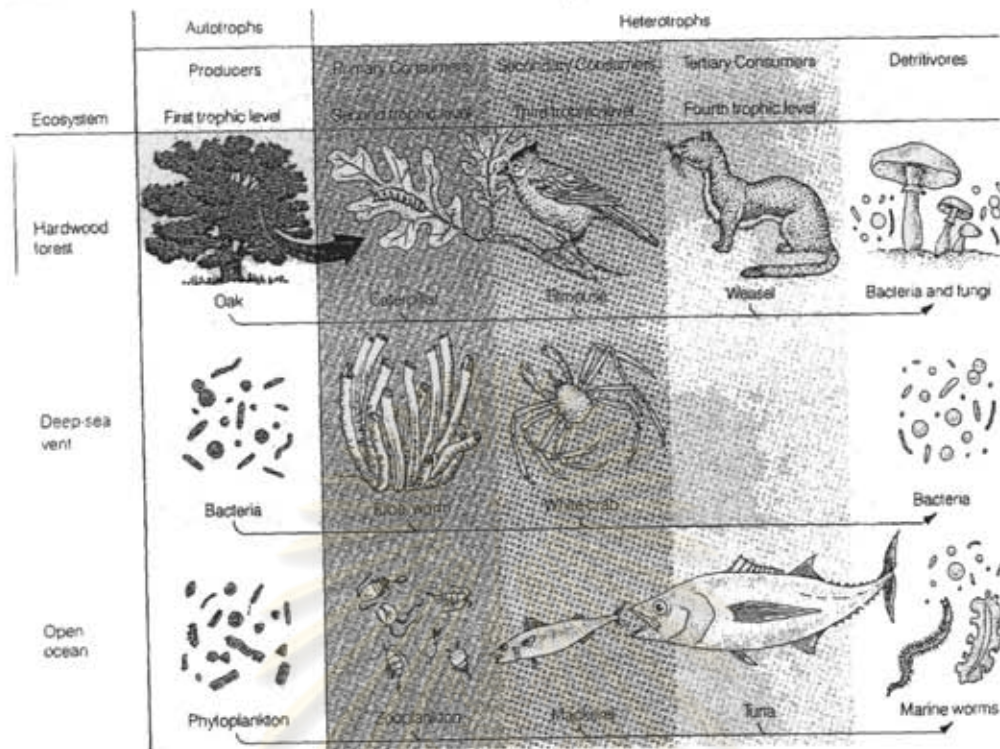 Autotrophs Heterotrophs
Producers Primary Consumers Secondary Consumers Tertiary Consumers Detritivores
Ecosystem First trophic level Second trophic level Third trophic level Fourth trophic level
Hardwood
forest
Oak Caterpillar Titmouse Weasel Bacteria and fungi
Deep-sea
vent
Bacteria Tube worm White crab Bacteria
Open
ocean
Phytoplankton Zooplankton Mackerel Tuna Marine worms